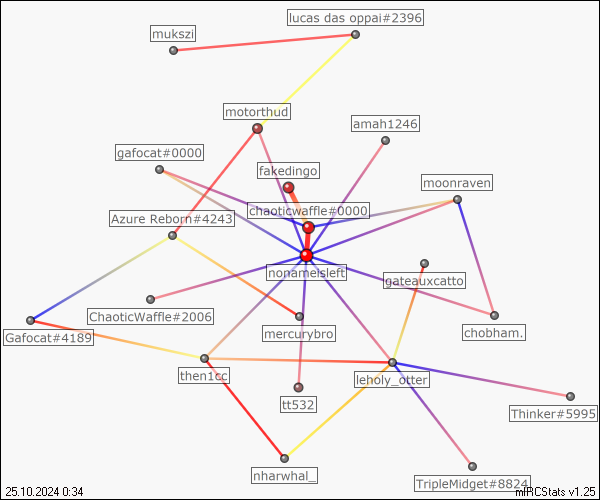 lucas das oppai#2396
mukszi
motorthud
amah1246
gafocat#0000
fakedingo
moonraven
chaoticwaffle#0000
Azure Reborn#4243
nonameisleft
gateauxcatto
ChaoticWaffle#2006
mercurybro
chobham.
Gafocat#4189
then1cc
leholy_otter
tt532
Thinker#5995
nharwhal_
TripleMidget#8824
25.10.2024 0:34
mIRCStats v1.25